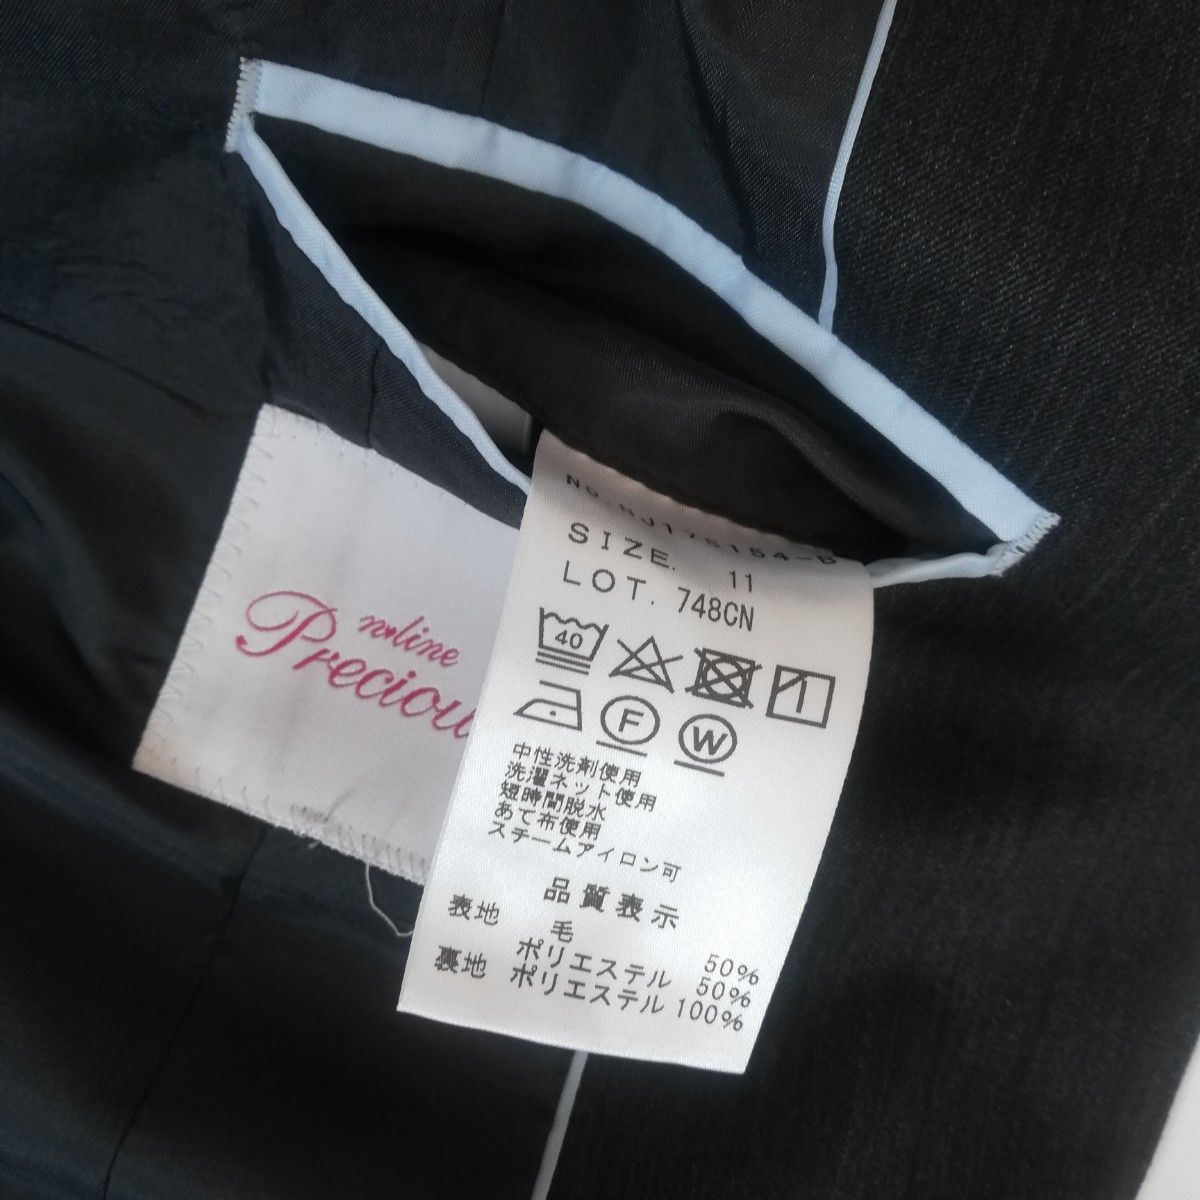 n♥line
Preciou
NO.NJ175154-B
SIZE. 11
LOT. 748CN
40
F
W
中性洗剤使用
洗濯ネット使用
短時間脱水
あて布使用
スチームアイロン可
品質表示
表地 毛 50%
ポリエステル 50%
裏地 ポリエステル 100%